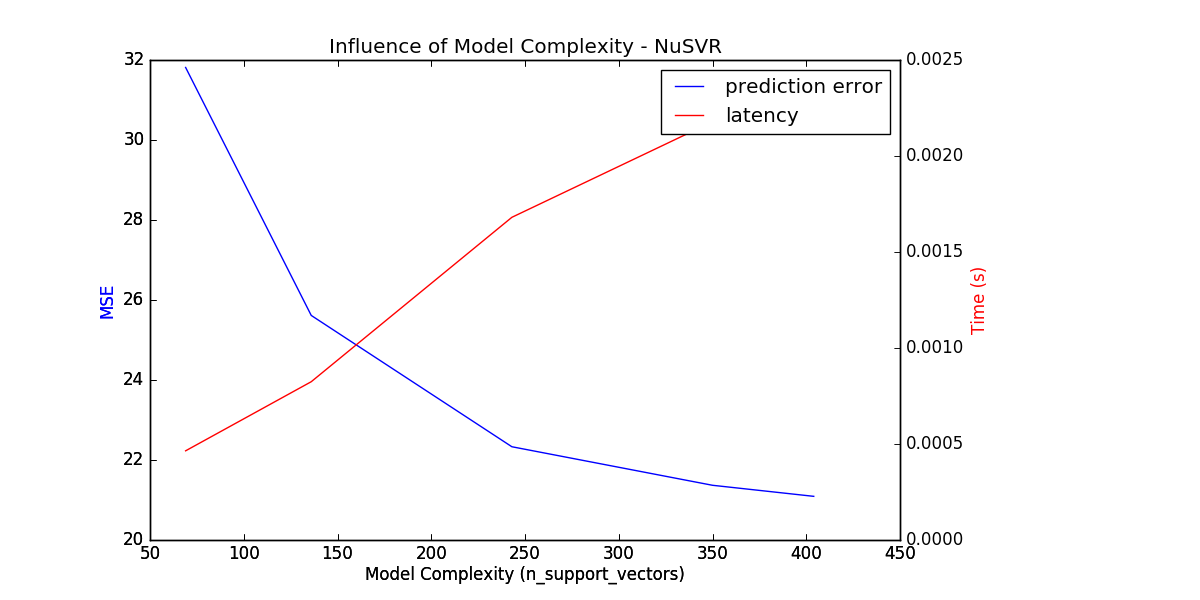 Influence of Model Complexity - NuSVR
prediction error
latency
32
30
28
26
24
22
20
MSE
0.0025
0.0020
0.0015
0.0010
0.0005
0.0000
Time (s)
50 100 150 200 250 300 350 400 450
Model Complexity (n_support_vectors)